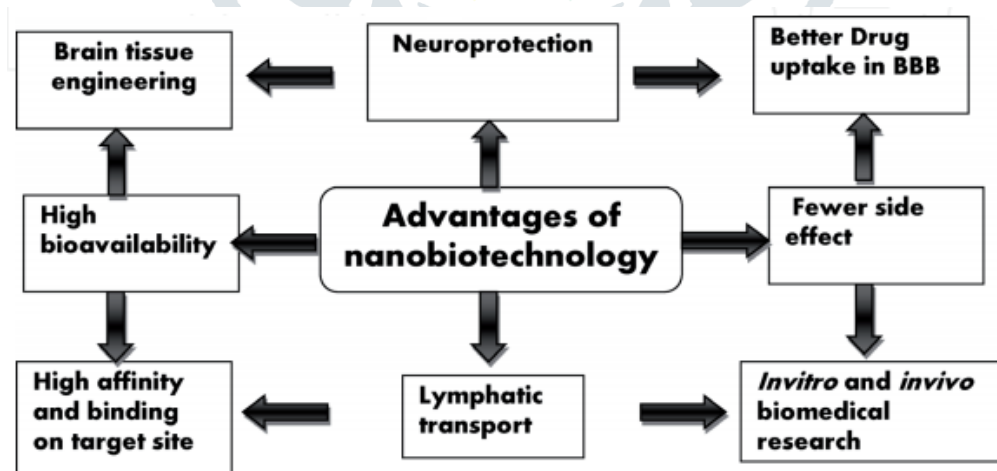 Brain tissue
engineering
Neuroprotection
Better Drug
uptake in BBB
High
bioavailability
Advantages of
nanobiotechnology
Fewer side
effect
High affinity
and binding
on target site
Lymphatic
transport
Invitro and invivo
biomedical
research